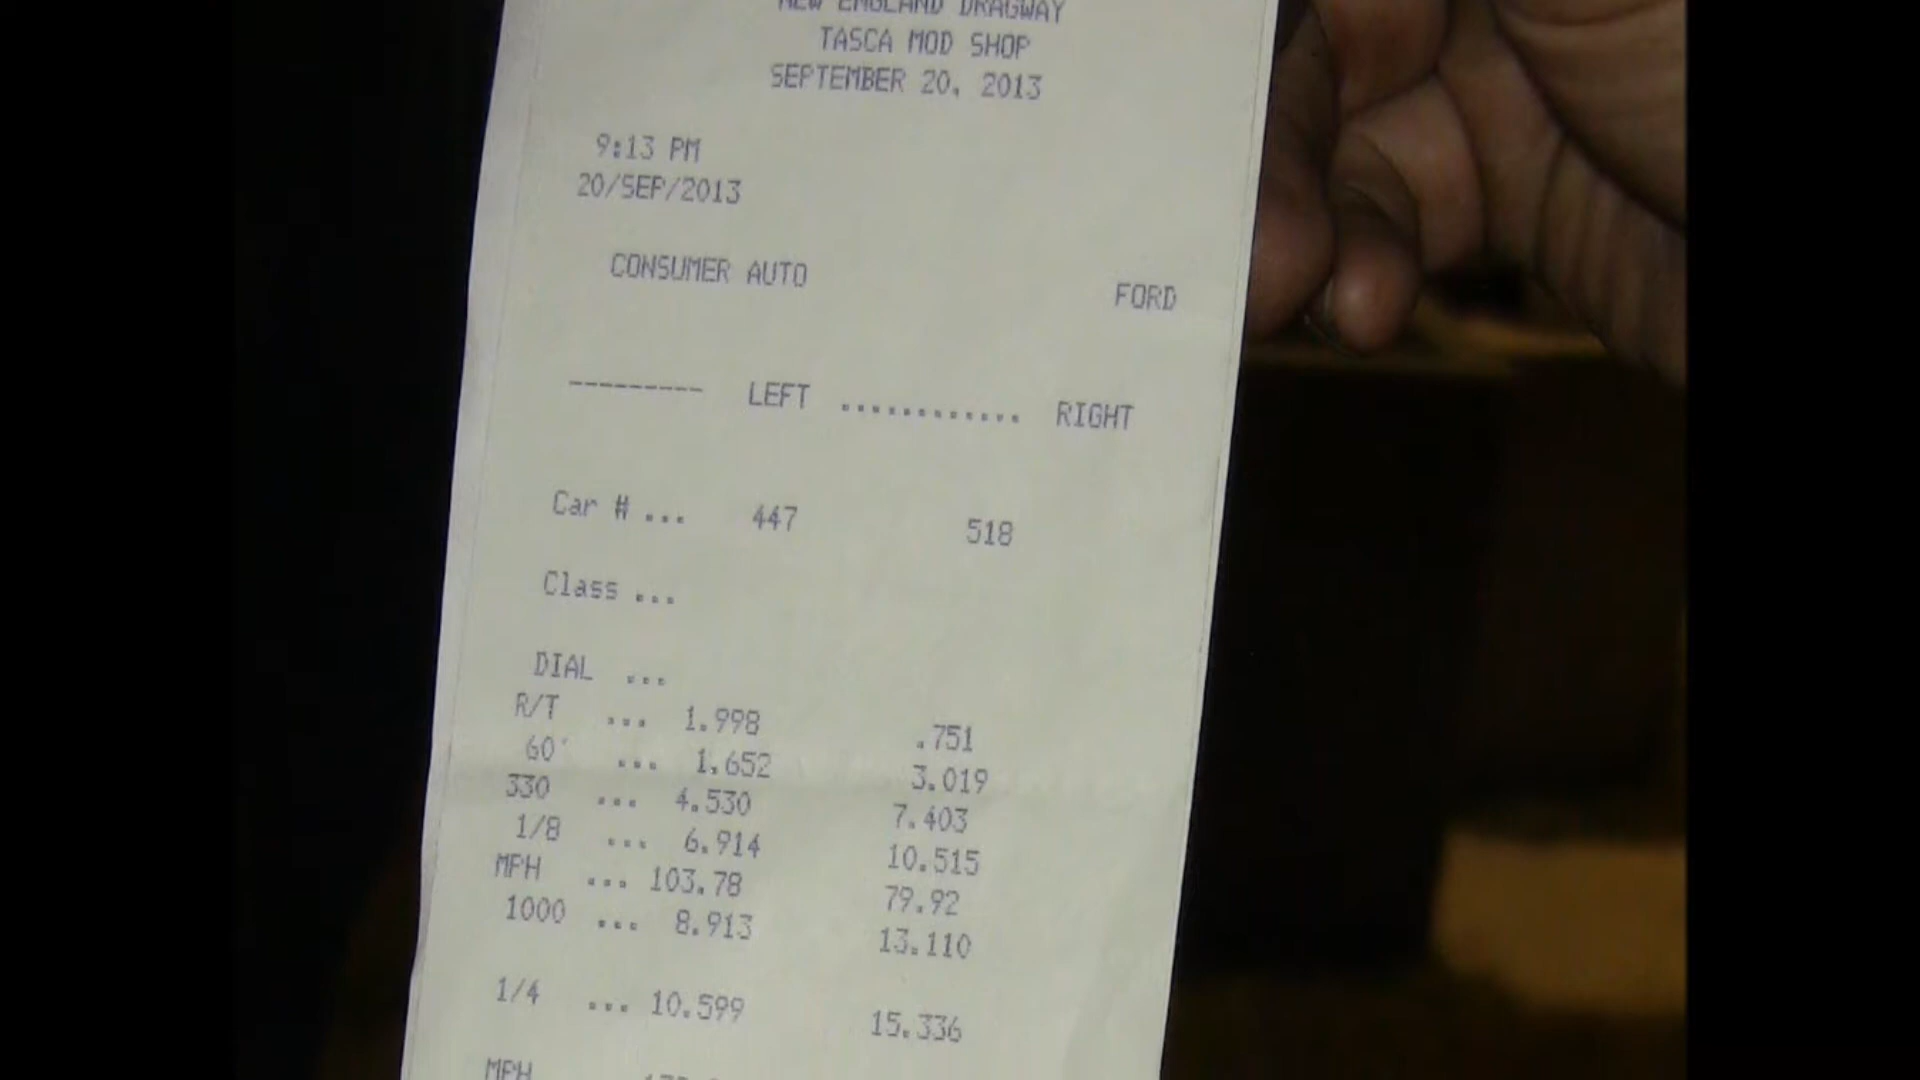 NEW ENGLAND DRAGWAY
TASCA MOD SHOP
SEPTEMBER 20, 2013
9:13 PM
20/SEP/2013
CONSUMER AUTO FORD
--------- LEFT ............ RIGHT
Car # ... 447 518
Class ...
DIAL ...
R/T ... 1.998 .751
60' ... 1.652 3.019
330 ... 4.530 7.403
1/8 ... 6.914 10.515
MPH ... 103.78 79.92
1000 ... 8.913 13.110
1/4 ... 10.599 15.336
MPH